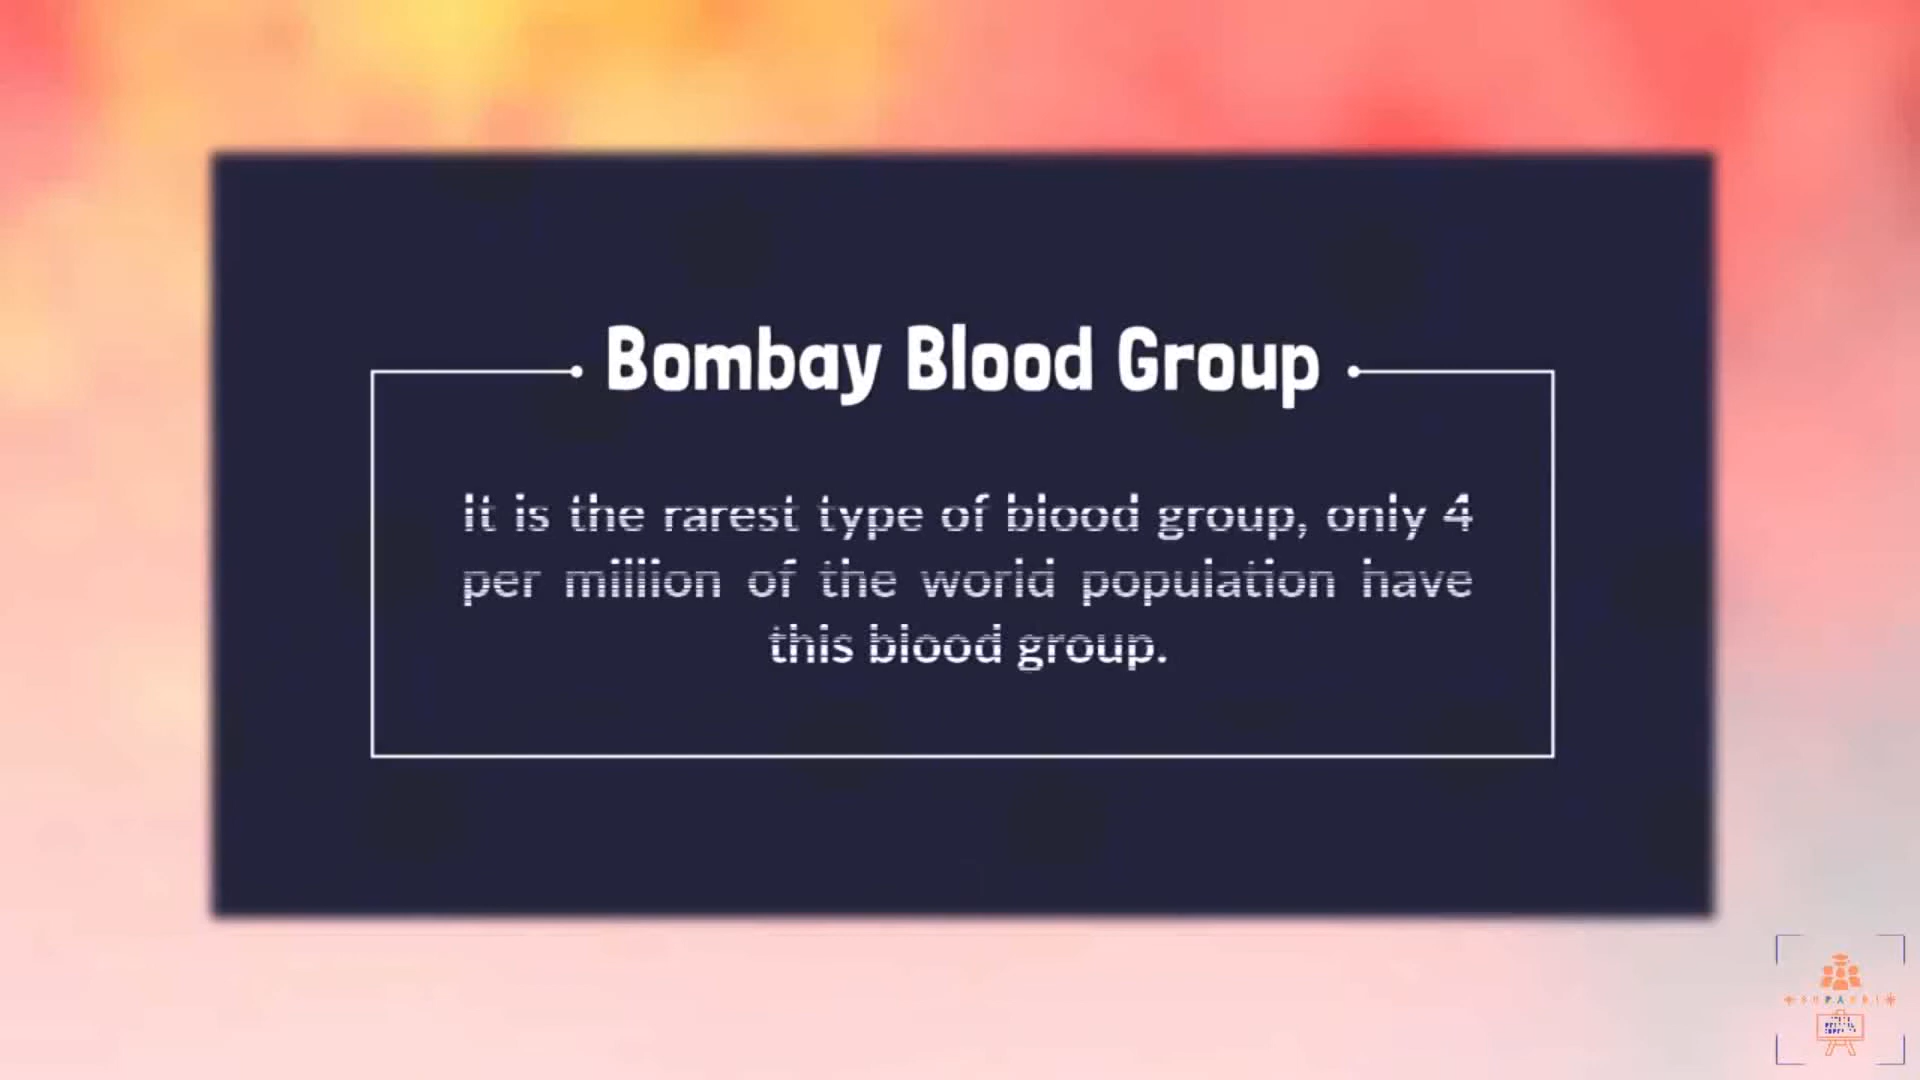 Bombay Blood Group
It is the rarest type of blood group, only 4
per million of the world population have
this blood group.